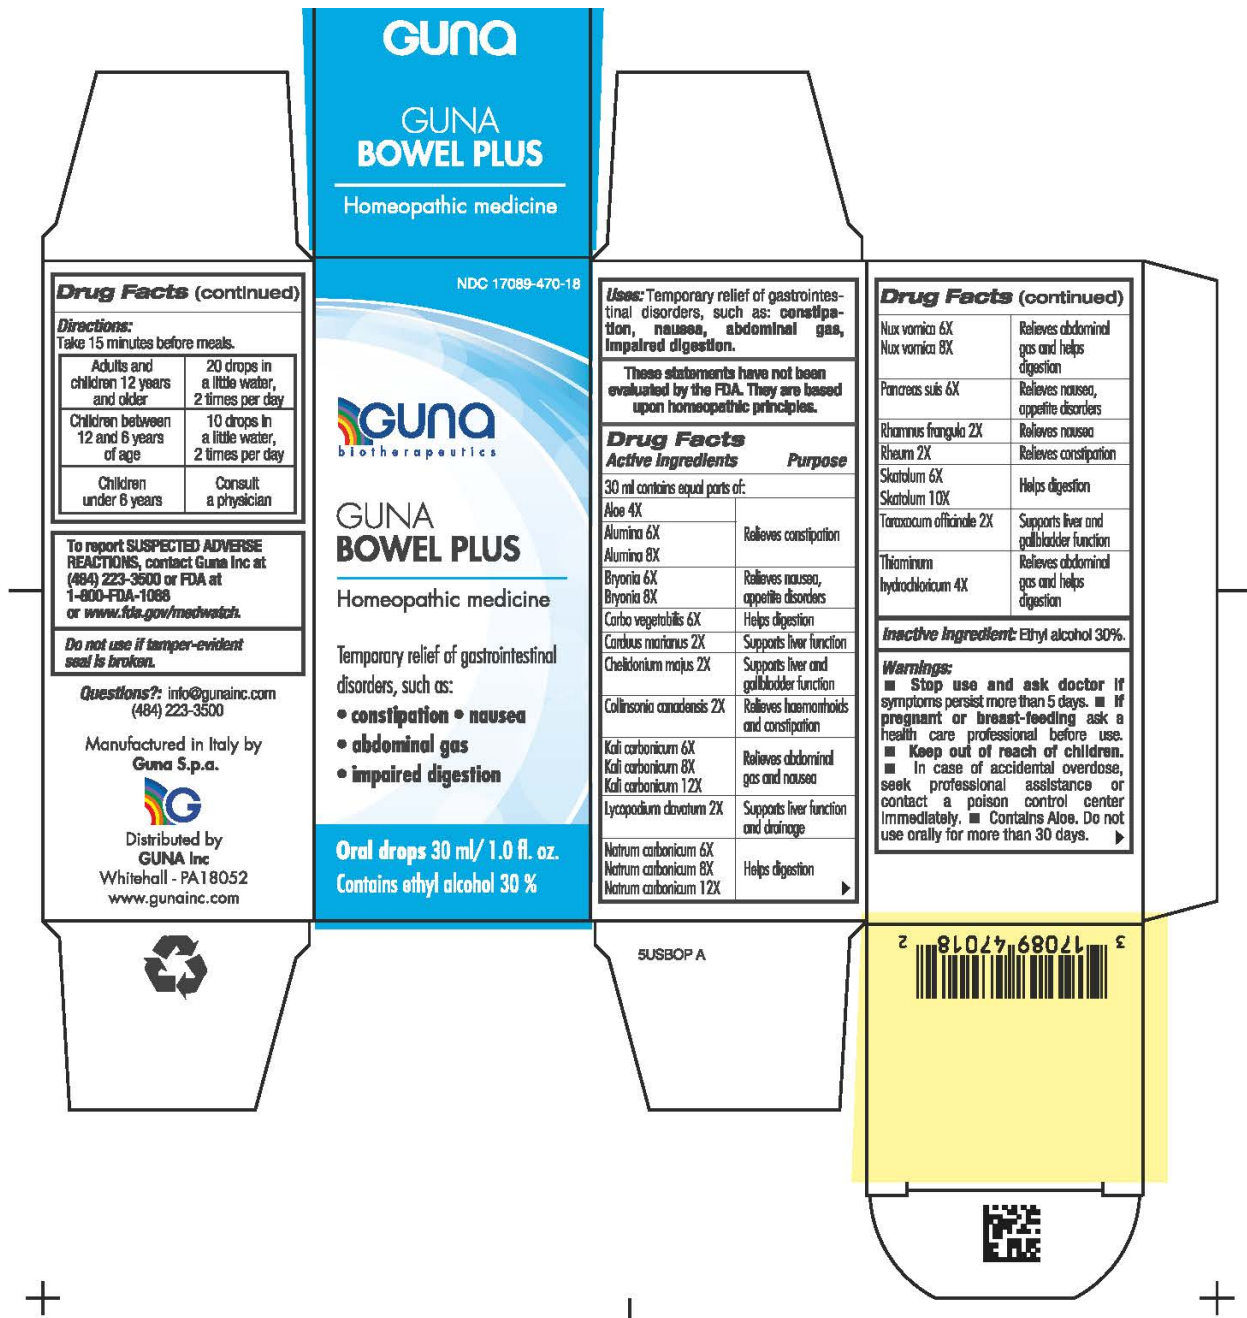 GUNA
GUNA
BOWEL PLUS
Homeopathic medicine
Drug Facts (continued)
Directions:
Take 15 minutes before meals.
Adults and
children 12 years
and older
20 drops in
a little water,
2 times per day
Children between
12 and 6 years
of age
10 drops in
a little water,
2 times per day
Children
under 6 years
Consult
a physician
To report SUSPECTED ADVERSE
REACTIONS, contact Guna Inc at
(484) 223-3500 or FDA at
1-800-FDA-1088
or www.fda.gov/medwatch.
Do not use if tamper-evident
seal is broken.
Questions?: info@gunainc.com
(484) 223-3500
Manufactured in Italy by
Guna S.p.a.
G
Distributed by
GUNA Inc
Whitehall - PA18052
www.gunainc.com
NDC 17089-470-18
GUNA
biotherapeutics
GUNA
BOWEL PLUS
Homeopathic medicine
Temporary relief of gastrointestinal
disorders, such as:
• constipation • nausea
• abdominal gas
• impaired digestion
Oral drops 30 ml/ 1.0 fl. oz.
Contains ethyl alcohol 30 %
Uses: Temporary relief of gastrointes-
tinal disorders, such as: constipa-
tion, nausea, abdominal gas,
impaired digestion.
These statements have not been
evaluated by the FDA. They are based
upon homeopathic principles.
Drug Facts
Active Ingredients Purpose
30 ml contains equal parts of:
Aloe 4X
Alumina 6X
Alumina 8X
Relieves constipation
Bryonia 6X
Bryonia 8X
Relieves nausea,
appetite disorders
Carbo vegetabilis 6X Helps digestion
Carduus marianus 2X Supports liver function
Chelidonium majus 2X Supports liver and
gallbladder function
Collinsonia canadensis 2X Relieves haemorrhoids
and constipation
Kali carbonicum 6X
Kali carbonicum 8X
Kali carbonicum 12X
Relieves abdominal
gas and nausea
Lycopodium clavatum 2X Supports liver function
and drainage
Natrum carbonicum 6X
Natrum carbonicum 8X
Natrum carbonicum 12X
Helps digestion
5USBOP A
Drug Facts (continued)
Nux vomica 6X
Nux vomica 8X
Relieves abdominal
gas and helps
digestion
Pancreas suis 6X Relieves nausea,
appetite disorders
Rhamnus frangula 2X Relieves nausea
Rheum 2X Relieves constipation
Skatolum 6X
Skatolum 10X
Helps digestion
Taraxacum officinale 2X Supports liver and
gallbladder function
Thiaminum
hydrochloricum 4X
Relieves abdominal
gas and helps
digestion
Inactive Ingredient: Ethyl alcohol 30%.
Warnings:
■ Stop use and ask doctor if
symptoms persist more than 5 days. ■ If
pregnant or breast-feeding ask a
health care professional before use.
■ Keep out of reach of children.
■ In case of accidental overdose,
seek professional assistance or
contact a poison control center
immediately. ■ Contains Aloe. Do not
use orally for more than 30 days.
3 17089 47018 2